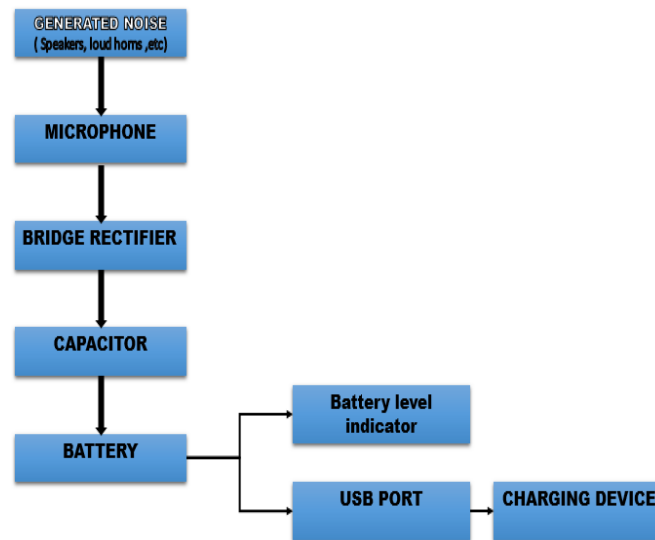 GENERATED NOISE
( Speakers, loud horns ,etc)
MICROPHONE
BRIDGE RECTIFIER
CAPACITOR
BATTERY
Battery level
indicator
USB PORT
CHARGING DEVICE